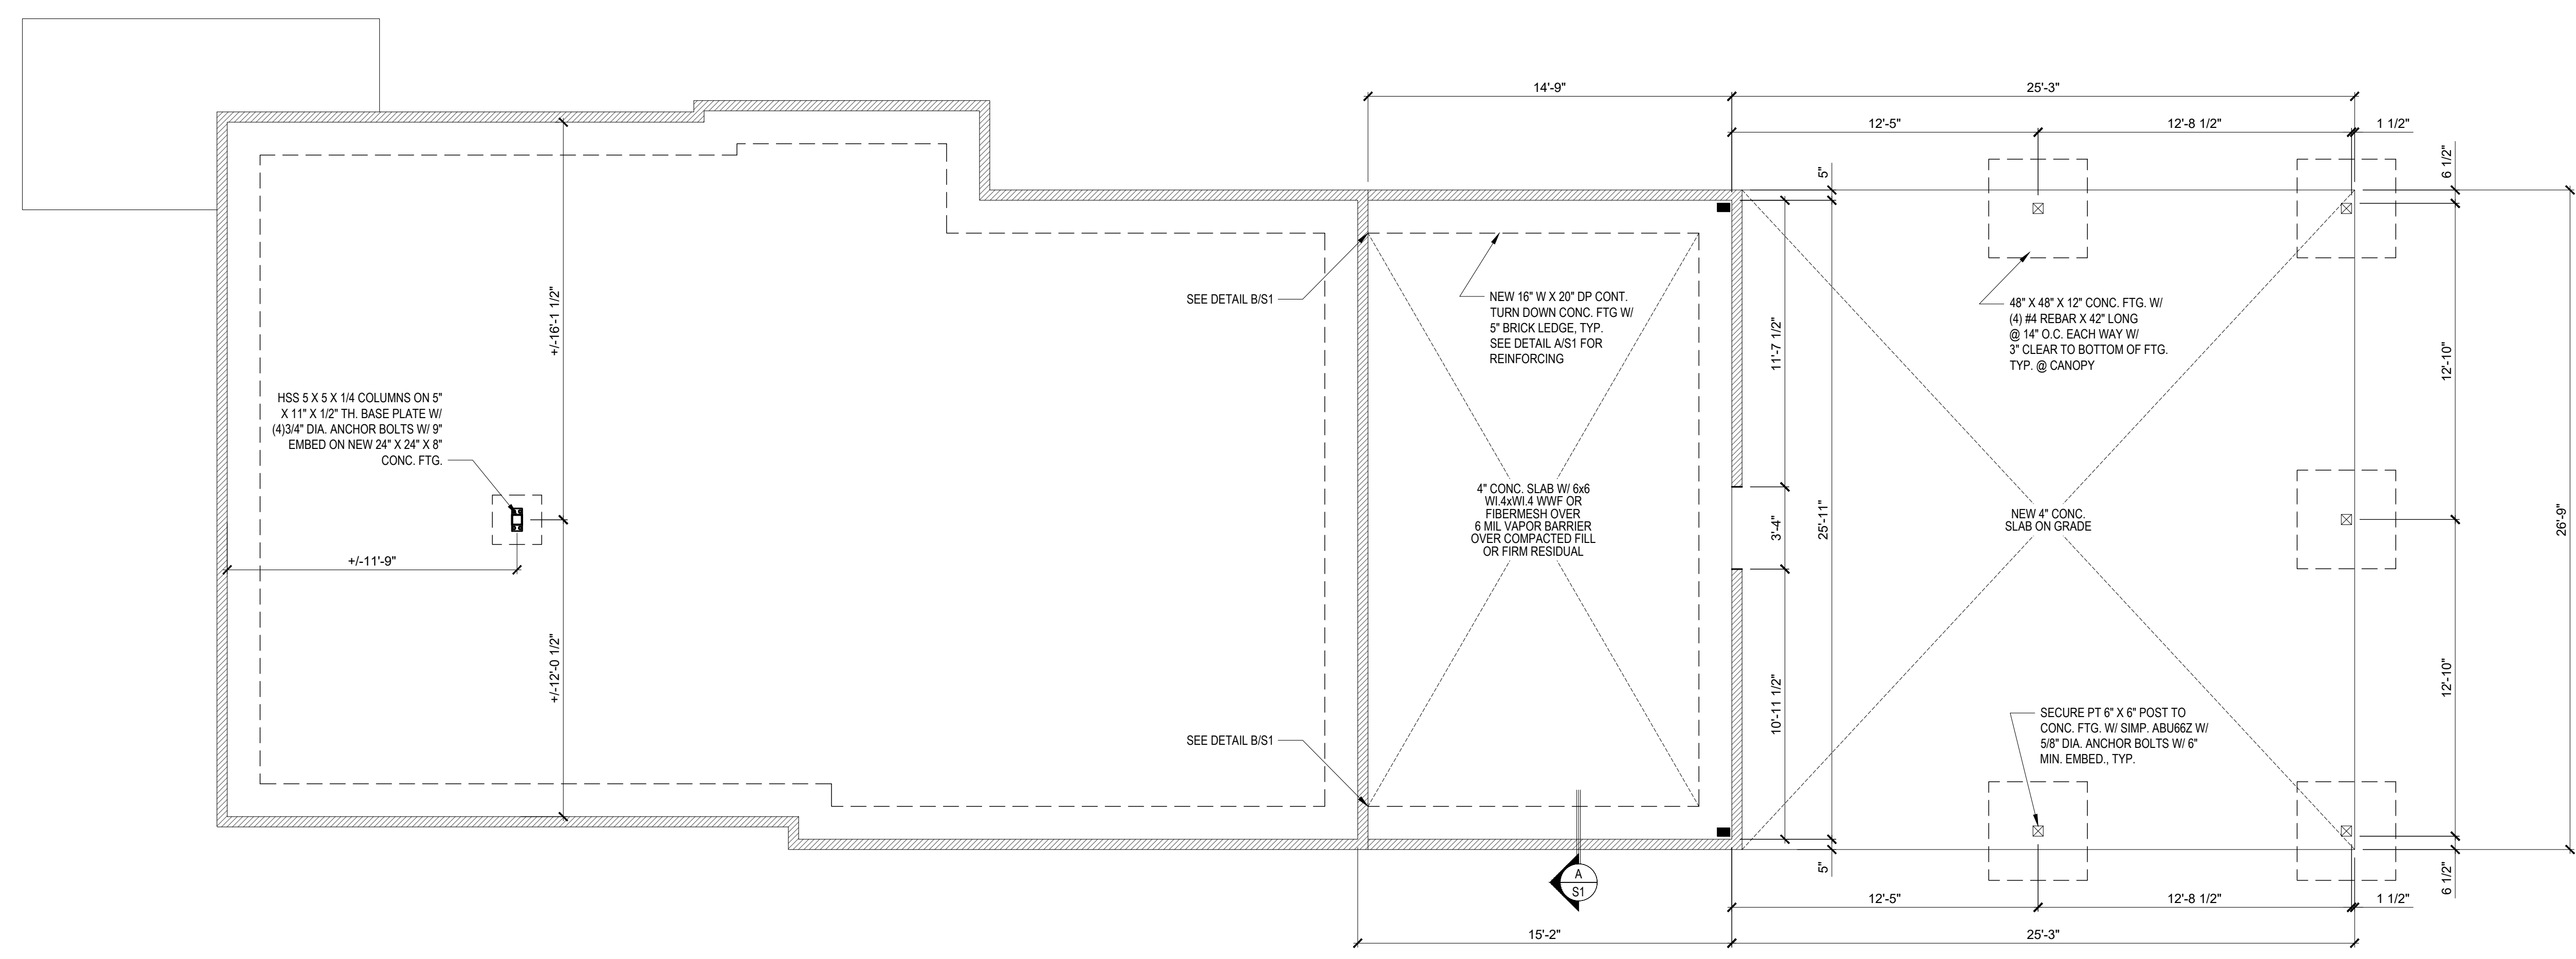 14'-9"
25'-3"
12'-5"
12'-8 1/2"
1 1/2"
5"
6 1/2"
SEE DETAIL B/S1
NEW 16" W X 20" DP CONT.
TURN DOWN CONC. FTG W/
5" BRICK LEDGE, TYP.
SEE DETAIL A/S1 FOR
REINFORCING
48" X 48" X 12" CONC. FTG. W/
(4) #4 REBAR X 42" LONG
@ 14" O.C. EACH WAY W/
3" CLEAR TO BOTTOM OF FTG.
TYP. @ CANOPY
+/-16'-1 1/2"
11'-7 1/2"
12'-10"
HSS 5 X 5 X 1/4 COLUMNS ON 5"
X 11" X 1/2" TH. BASE PLATE W/
(4)3/4" DIA. ANCHOR BOLTS W/ 9"
EMBED ON NEW 24" X 24" X 8"
CONC. FTG.
4" CONC. SLAB W/ 6x6
WI.4xWI.4 WWF OR
FIBERMESH OVER
6 MIL VAPOR BARRIER
OVER COMPACTED FILL
OR FIRM RESIDUAL
3'-4"
25'-11"
NEW 4" CONC.
SLAB ON GRADE
26'-9"
+/-11'-9"
+/-12'-0 1/2"
10'-11 1/2"
12'-10"
SEE DETAIL B/S1
SECURE PT 6" X 6" POST TO
CONC. FTG. W/ SIMP. ABU66Z W/
5/8" DIA. ANCHOR BOLTS W/ 6"
MIN. EMBED., TYP.
A
S1
5"
6 1/2"
12'-5"
12'-8 1/2"
1 1/2"
15'-2"
25'-3"